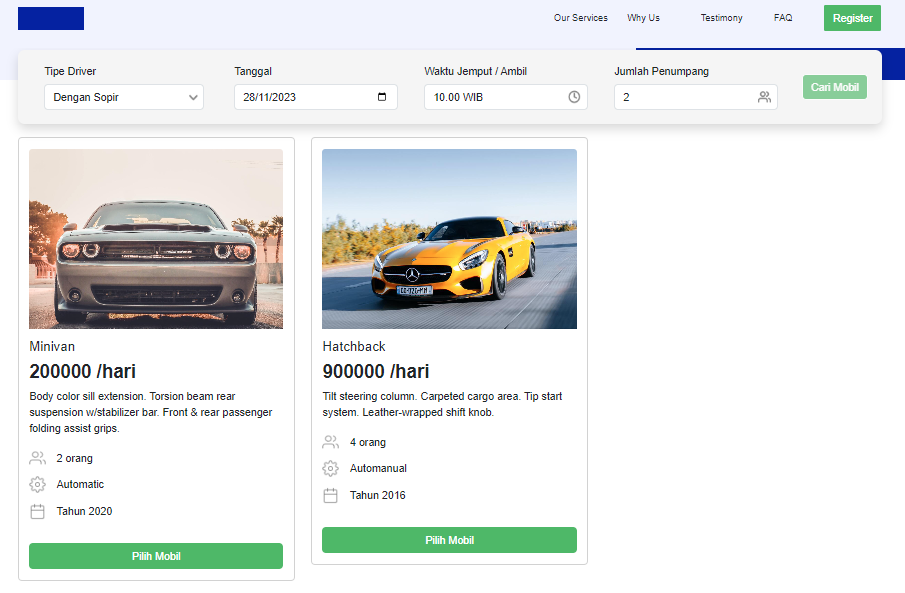 Our Services Why Us Testimony FAQ Register
Tipe Driver Tanggal Waktu Jemput / Ambil Jumlah Penumpang
Dengan Sopir 28/11/2023 10.00 WIB 2 Cari Mobil
Minivan
200000 /hari
Body color sill extension. Torsion beam rear
suspension w/stabilizer bar. Front & rear passenger
folding assist grips.
2 orang
Automatic
Tahun 2020
Pilih Mobil
Hatchback
900000 /hari
Tilt steering column. Carpeted cargo area. Tip start
system. Leather-wrapped shift knob.
4 orang
Automanual
Tahun 2016
Pilih Mobil